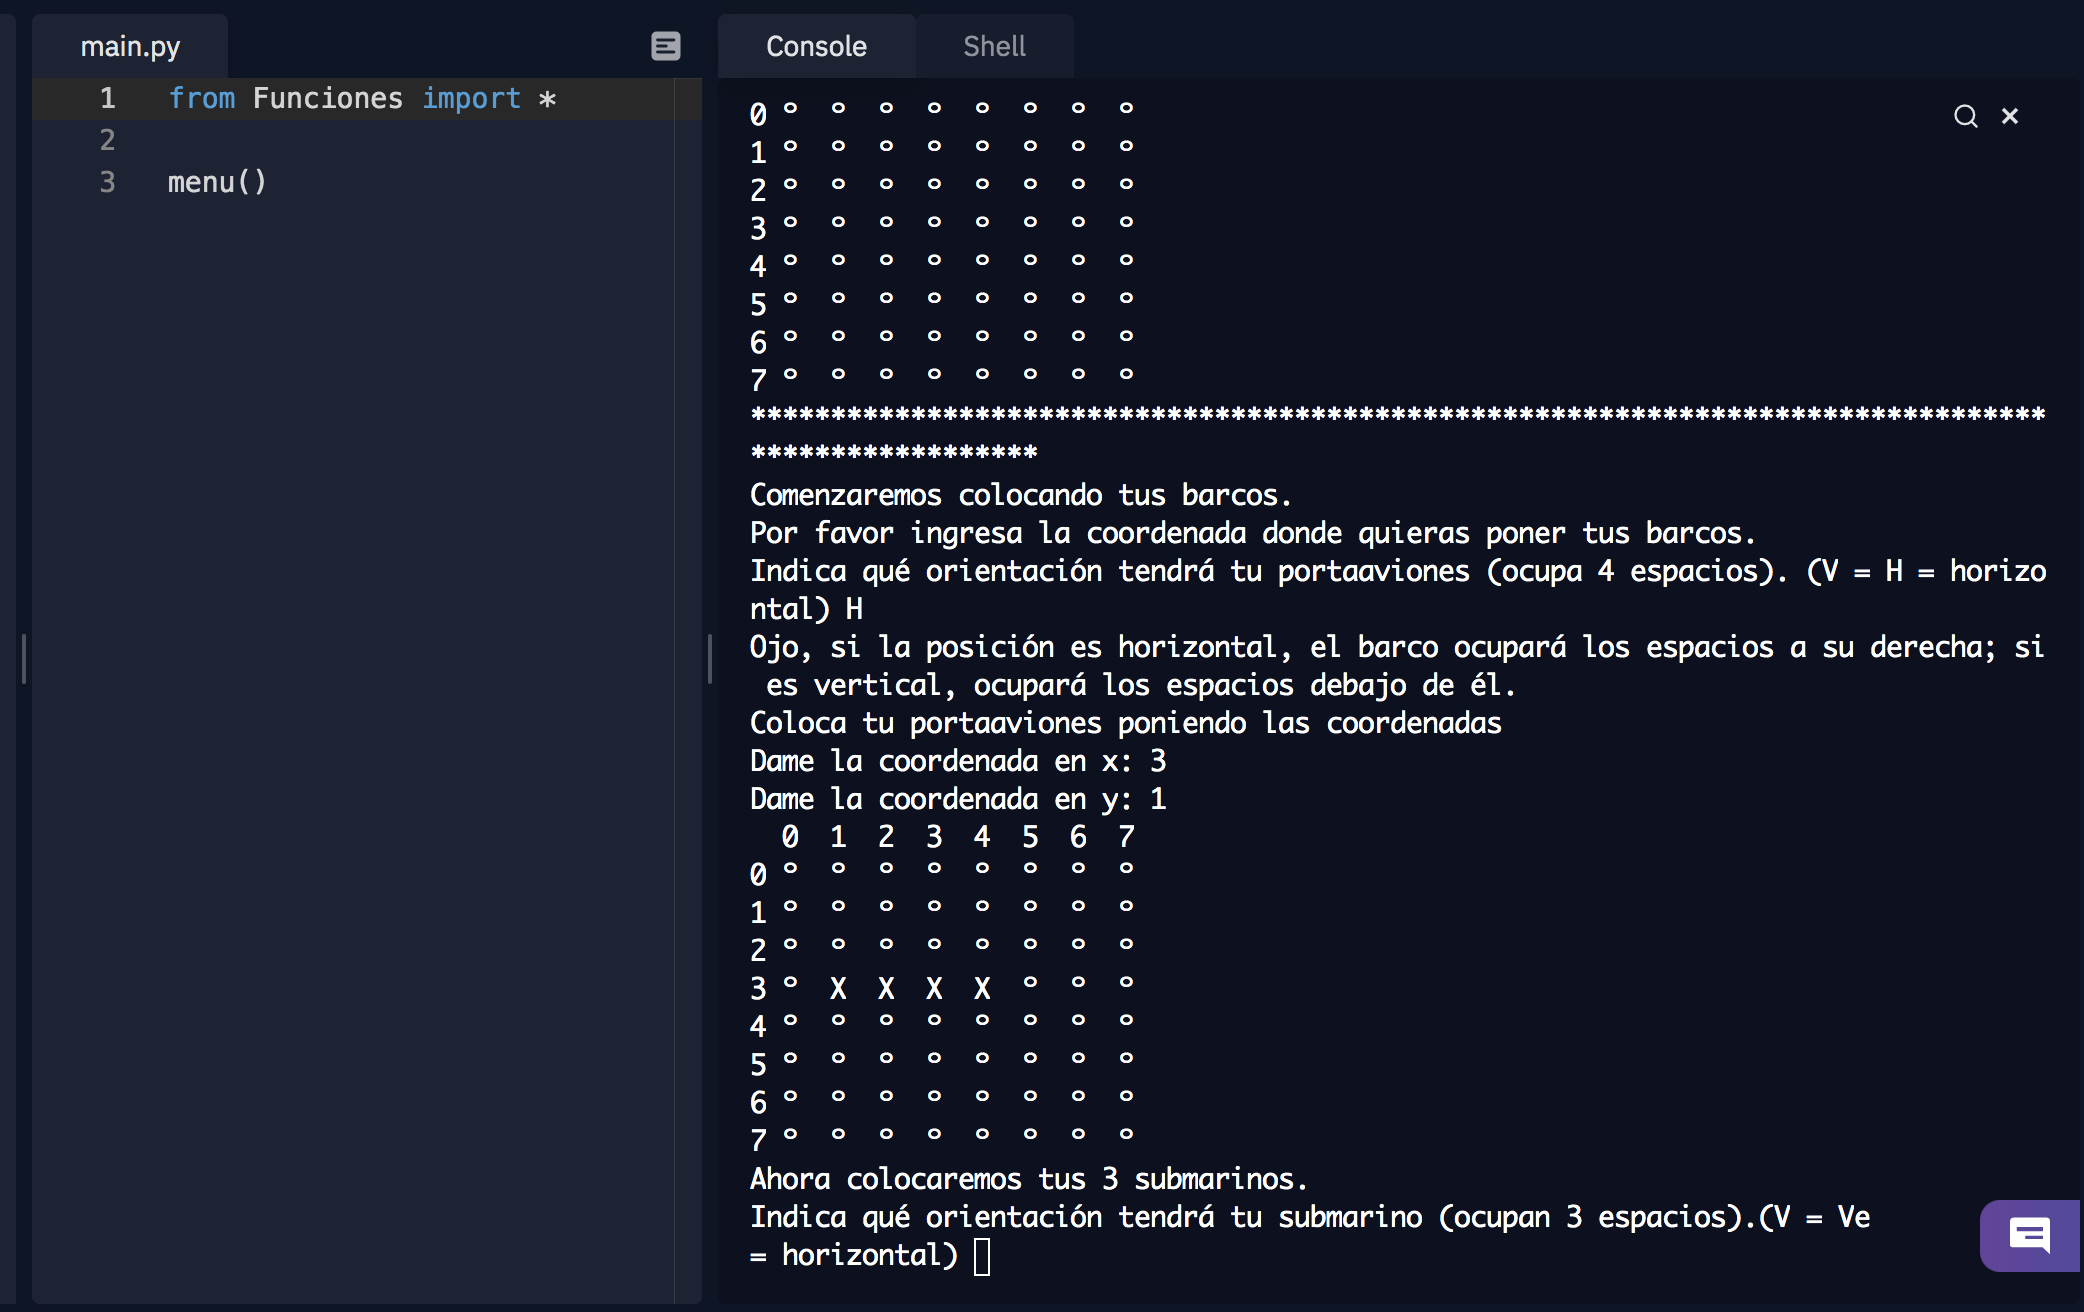 main.py
1 from Funciones import *
2
3 menu()
Console Shell
0 º º º º º º º º
1 º º º º º º º º
2 º º º º º º º º
3 º º º º º º º º
4 º º º º º º º º
5 º º º º º º º º
6 º º º º º º º º
7 º º º º º º º º
*********************************************************************************
******************
Comenzaremos colocando tus barcos.
Por favor ingresa la coordenada donde quieras poner tus barcos.
Indica qué orientación tendrá tu portaaviones (ocupa 4 espacios). (V = H = horizo
ntal) H
Ojo, si la posición es horizontal, el barco ocupará los espacios a su derecha; si
es vertical, ocupará los espacios debajo de él.
Coloca tu portaaviones poniendo las coordenadas
Dame la coordenada en x: 3
Dame la coordenada en y: 1
0 1 2 3 4 5 6 7
0 º º º º º º º º
1 º º º º º º º º
2 º º º º º º º º
3 º X X X X º º º
4 º º º º º º º º
5 º º º º º º º º
6 º º º º º º º º
7 º º º º º º º º
Ahora colocaremos tus 3 submarinos.
Indica qué orientación tendrá tu submarino (ocupan 3 espacios).(V = Ve
= horizontal)